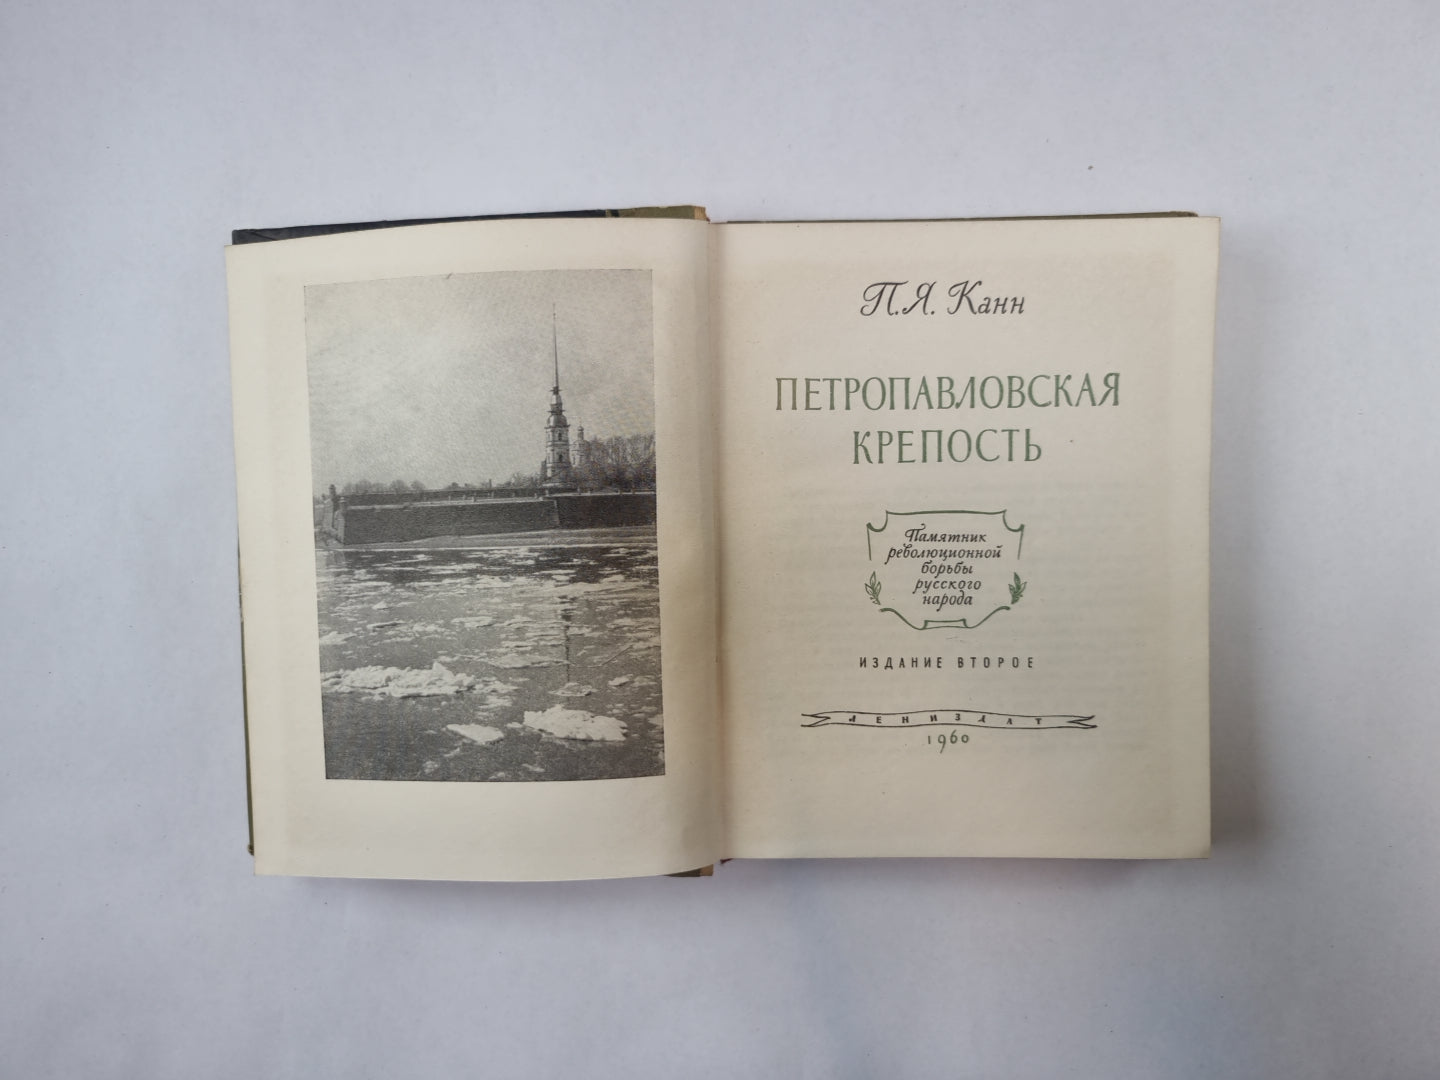 П. Я. Канн
ПЕТРОПАВЛОВСКАЯ
КРЕПОСТЬ
Памятник
революционной
борьбы
русского
народа
ИЗДАНИЕ ВТОРОЕ
ЛЕНИЗДАТ
1960